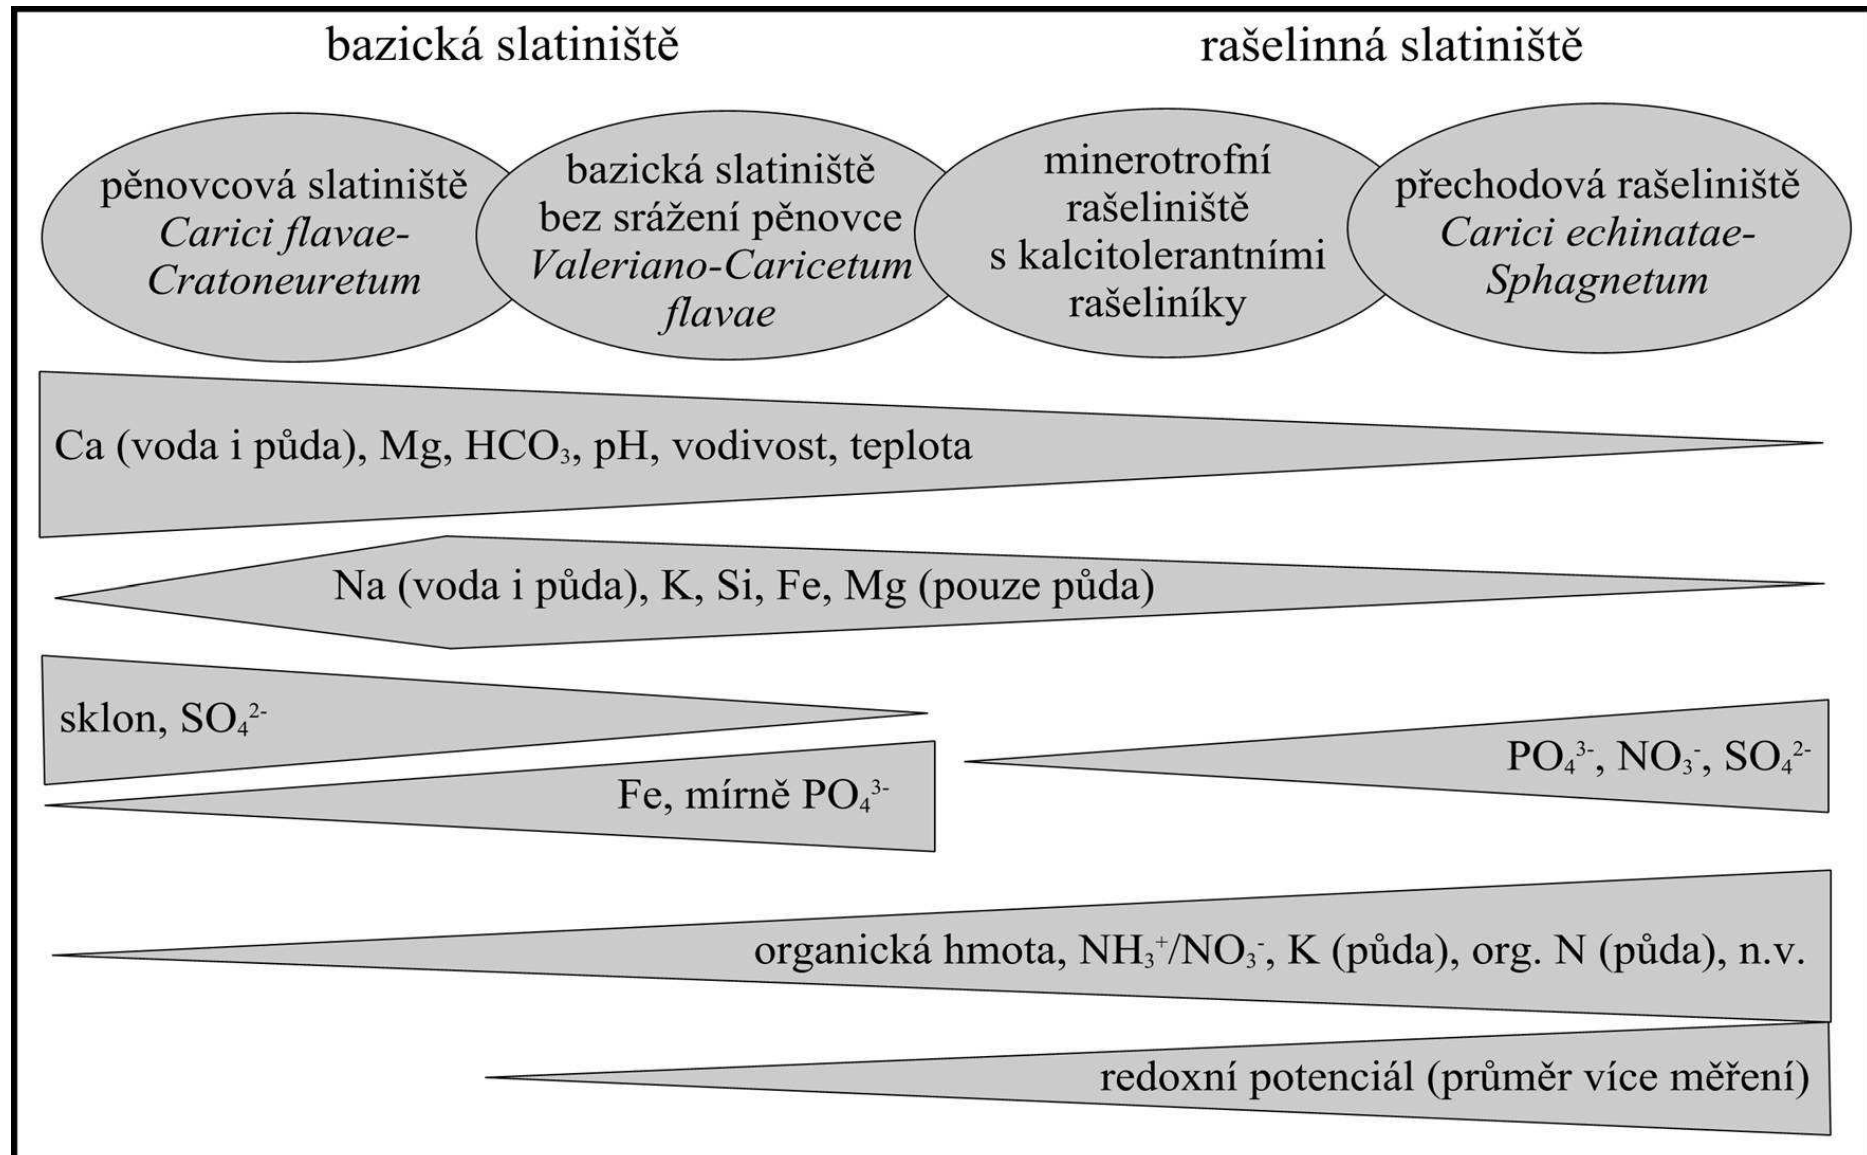 bazická slatiniště
rašelinná slatiniště
pěnovcová slatiniště
Carici flavae-
Cratoneuretum
bazická slatiniště
bez srážení pěnovce
Valeriano-Caricetum
flavae
minerotrofní
rašeliniště
s kalcitolerantními
rašeliníky
přechodová rašeliniště
Carici echinatae-
Sphagnetum
Ca (voda i půda), Mg, HCO₃, pH, vodivost, teplota
Na (voda i půda), K, Si, Fe, Mg (pouze půda)
sklon, SO₄²⁻
Fe, mírně PO₄³⁻
PO₄³⁻, NO₃⁻, SO₄²⁻
organická hmota, NH₃⁺/NO₃⁻, K (půda), org. N (půda), n.v.
redoxní potenciál (průměr více měření)